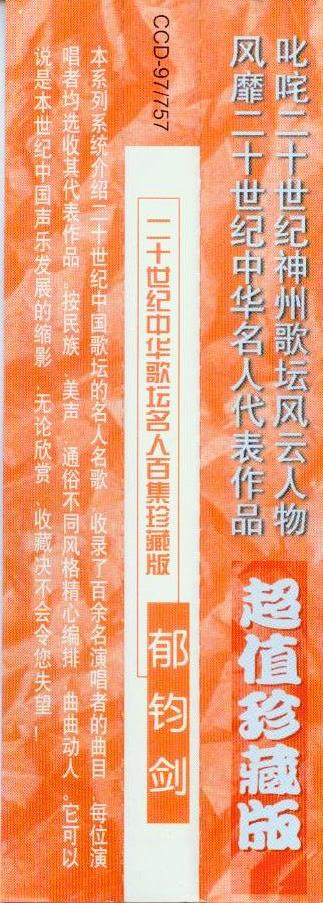 叱咤二十世纪神州歌坛风云人物
风靡二十世纪中华名人代表作品
超值珍藏版
二十世纪中华歌坛名人百集珍藏版
郁钧剑
CCD-97/757
本系列系统介绍二十世纪中国歌坛的名人名歌.收录了百余名演唱者的曲目.每位演
唱者均选收其代表作品.按民族.美声.通俗不同风格精心编排.曲曲动人。它可以
说是本世纪中国声乐发展的缩影.无论欣赏.收藏决不会令您失望！